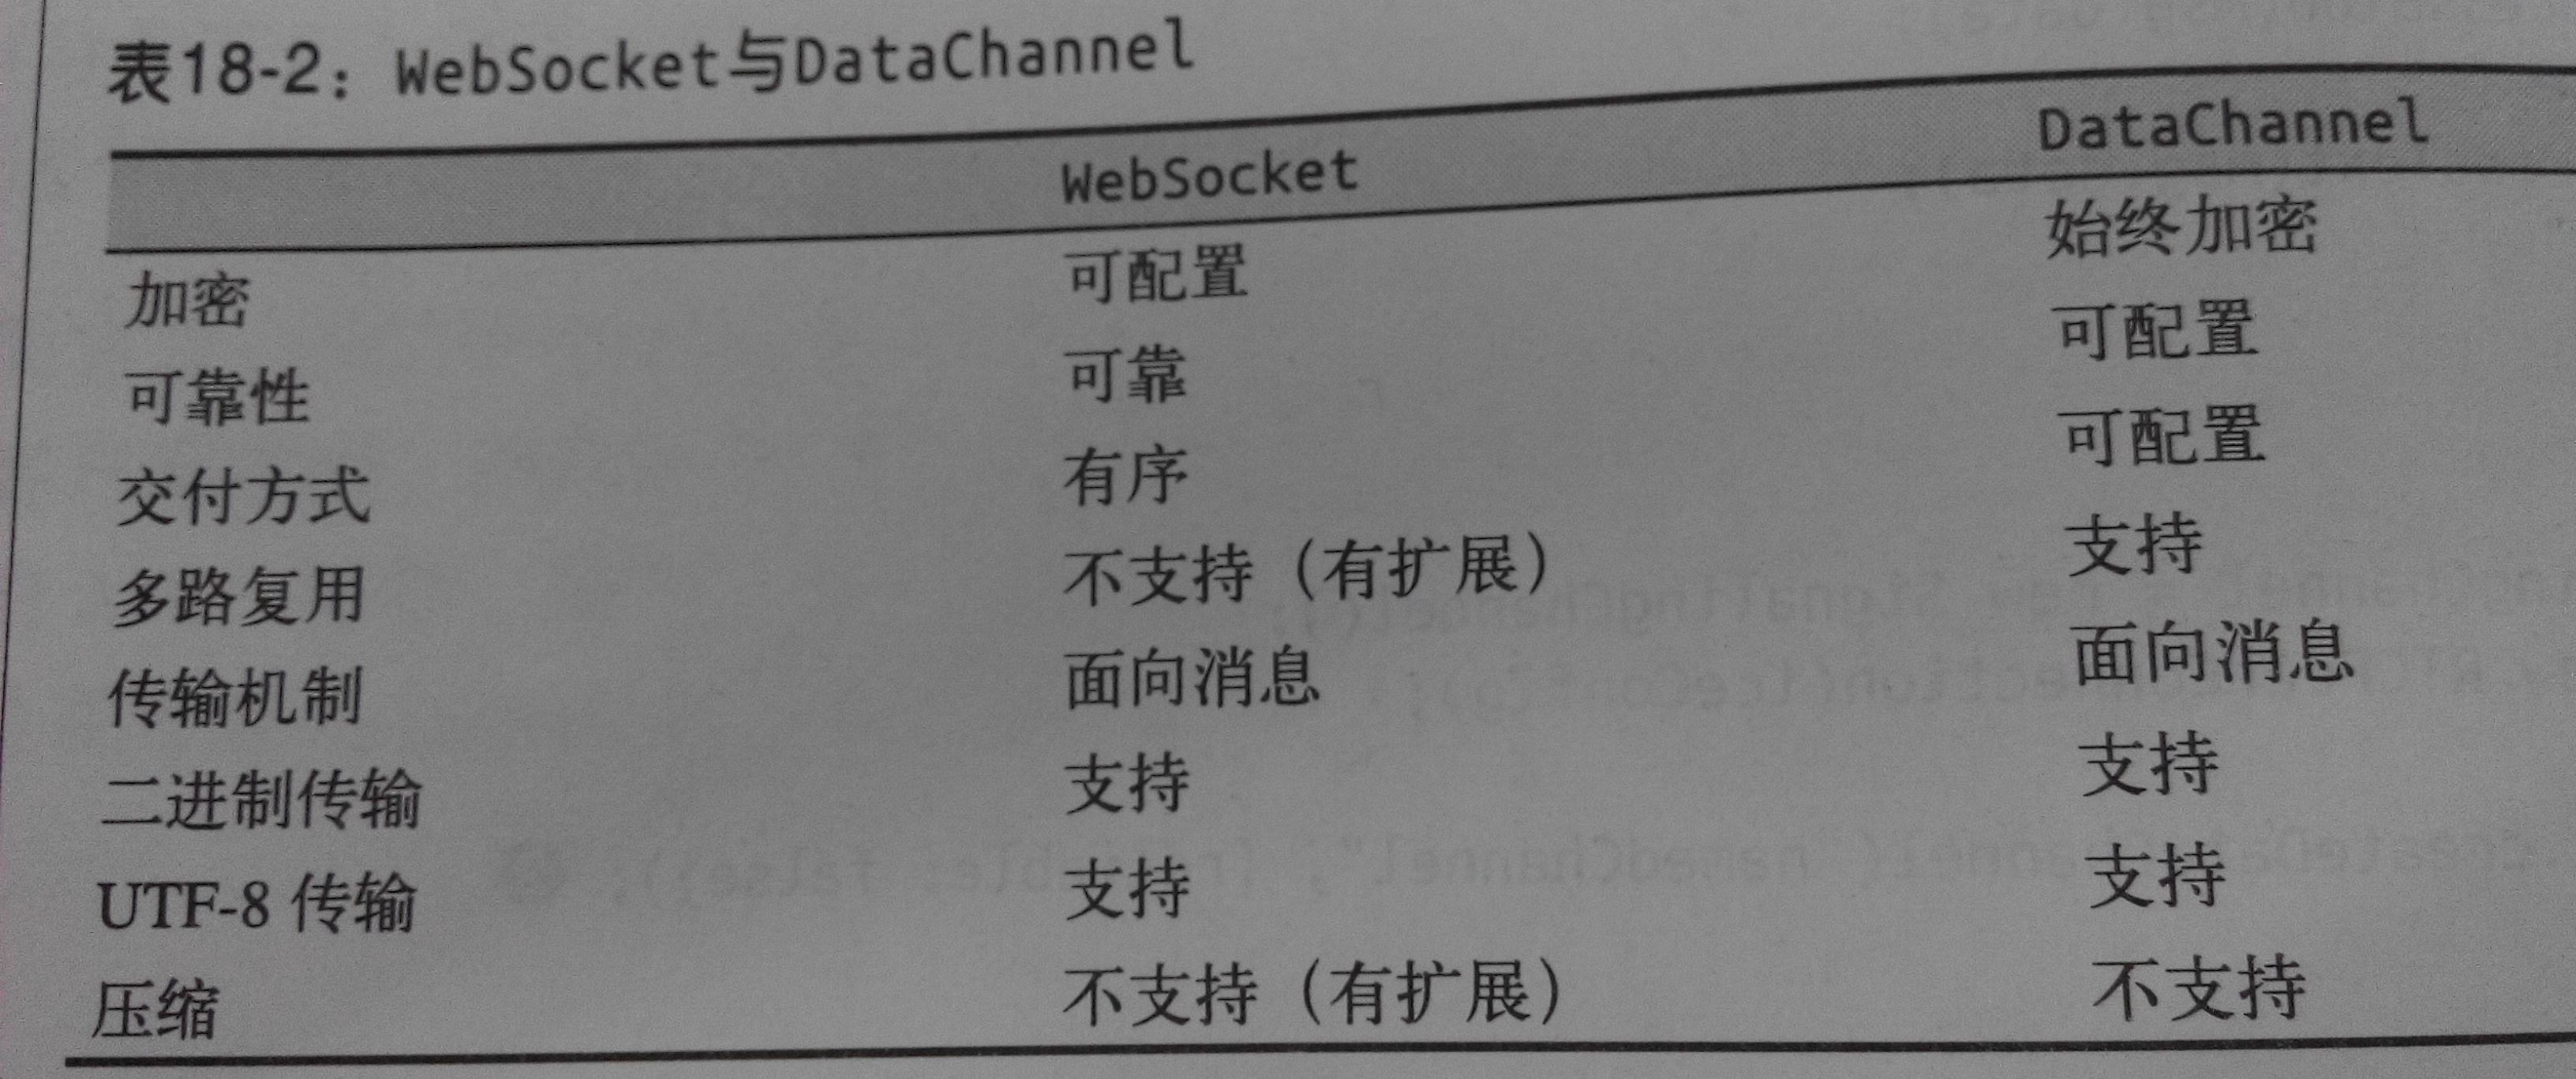 表18-2：WebSocket与DataChannel
WebSocket DataChannel
加密 可配置 始终加密
可靠性 可靠 可配置
交付方式 有序 可配置
多路复用 不支持（有扩展） 支持
传输机制 面向消息 面向消息
二进制传输 支持 支持
UTF-8 传输 支持 支持
压缩 不支持（有扩展） 不支持